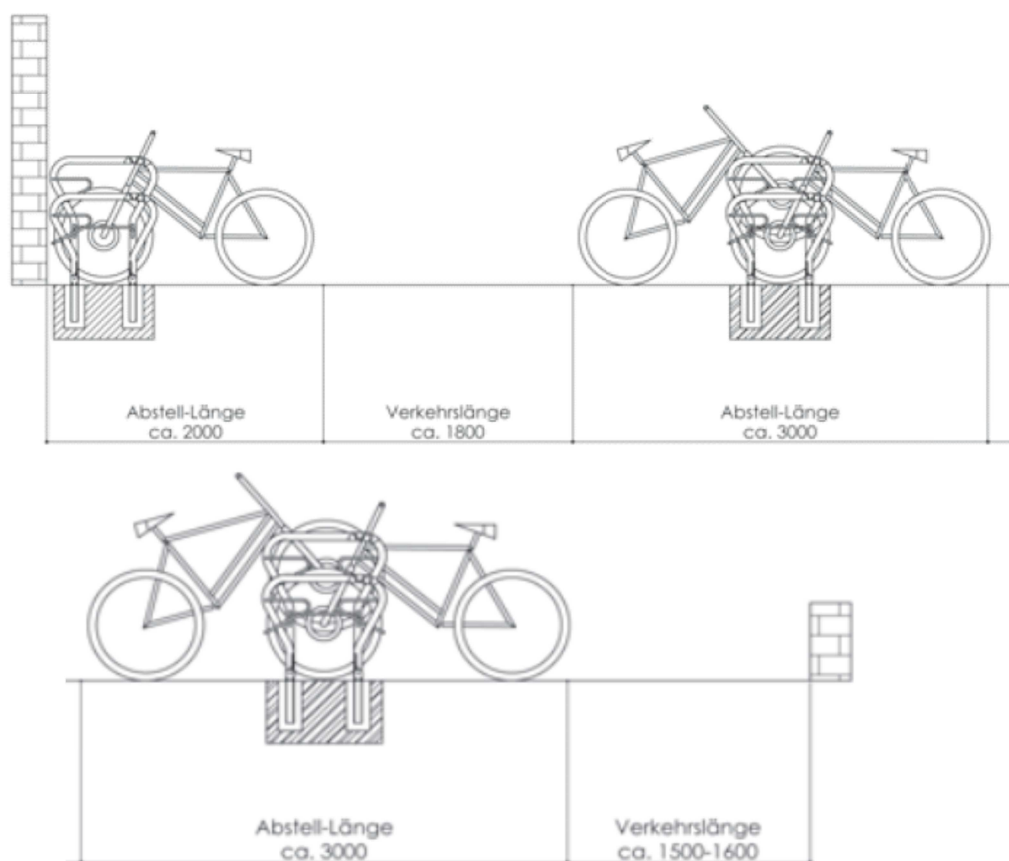 Abstell-Länge
ca. 2000
Verkehrslänge
ca. 1800
Abstell-Länge
ca. 3000
Abstell-Länge
ca. 3000
Verkehrslänge
ca. 1500-1600